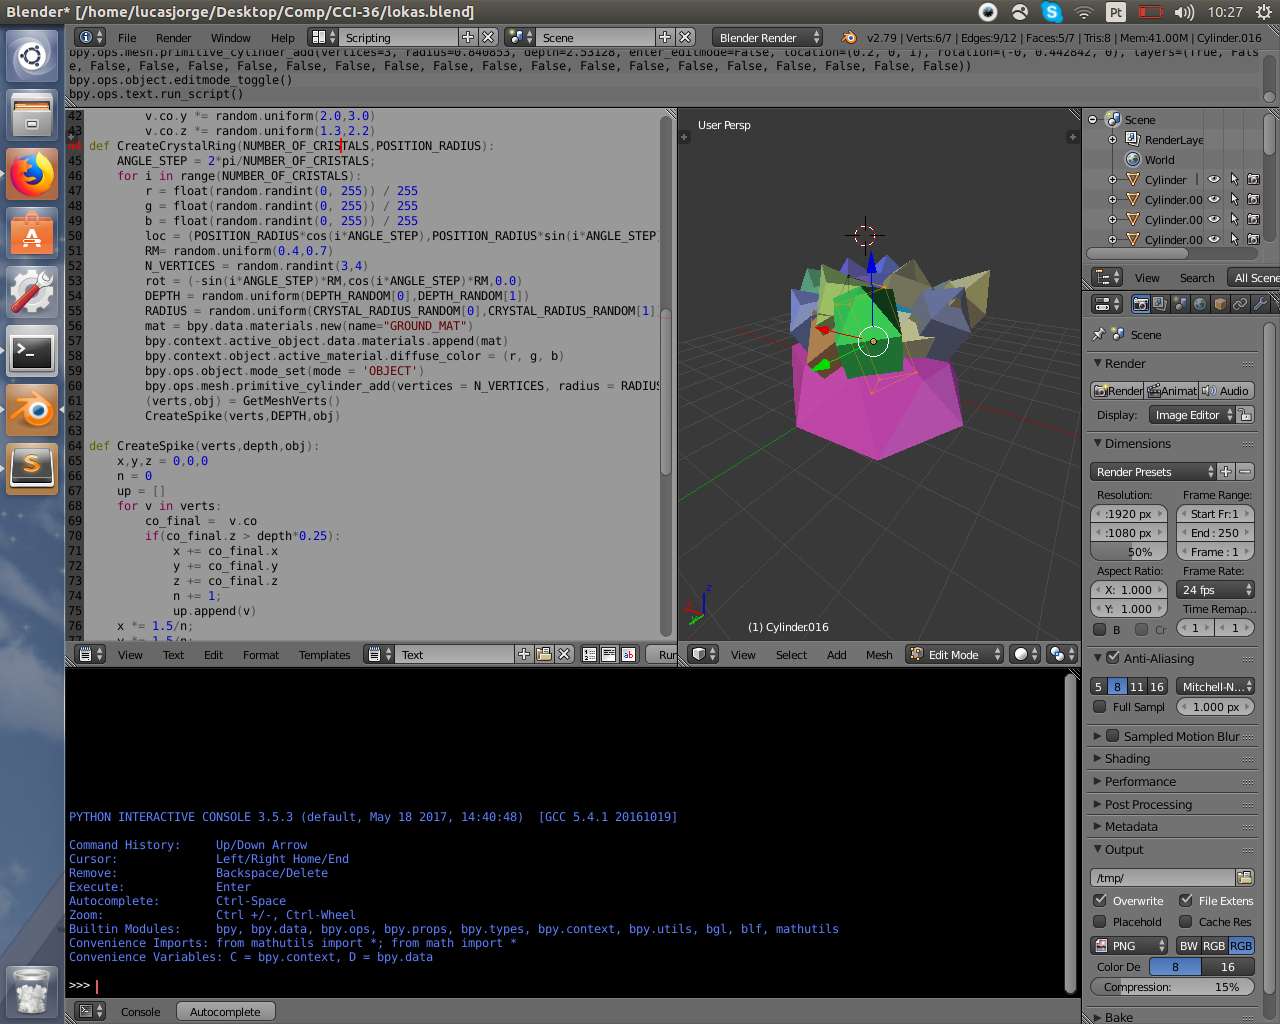 Blender* [/home/lucasjorge/Desktop/Comp/CCI-36/lokas.blend]
Pt
10:27
File Render Window Help
Scripting
Scene
Blender Render
v2.79 | Verts:6/7 | Edges:9/12 | Faces:5/7 | Tris:8 | Mem:41.00M | Cylinder.016
bpy.ops.mesh.primitive_cylinder_add(vertices=3, radius=0.840853, depth=2.53128, enter_editmode=False, location=(0.2, 0, 1), rotation=(-0, 0.442842, 0), layers=(True, Fals
e, False, False, False, False, False, False, False, False, False, False, False, False, False, False, False, False, False, False))
bpy.ops.object.editmode_toggle()
bpy.ops.text.run_script()
42 v.co.y *= random.uniform(2.0,3.0)
43 v.co.z *= random.uniform(1.3,2.2)
44 def CreateCrystalRing(NUMBER_OF_CRISTALS,POSITION_RADIUS):
45 ANGLE_STEP = 2*pi/NUMBER_OF_CRISTALS;
46 for i in range(NUMBER_OF_CRISTALS):
47 r = float(random.randint(0, 255)) / 255
48 g = float(random.randint(0, 255)) / 255
49 b = float(random.randint(0, 255)) / 255
50 loc = (POSITION_RADIUS*cos(i*ANGLE_STEP),POSITION_RADIUS*sin(i*ANGLE_STEP)
51 RM= random.uniform(0.4,0.7)
52 N_VERTICES = random.randint(3,4)
53 rot = (-sin(i*ANGLE_STEP)*RM,cos(i*ANGLE_STEP)*RM,0.0)
54 DEPTH = random.uniform(DEPTH_RANDOM[0],DEPTH_RANDOM[1])
55 RADIUS = random.uniform(CRYSTAL_RADIUS_RANDOM[0],CRYSTAL_RADIUS_RANDOM[1]
56 mat = bpy.data.materials.new(name="GROUND_MAT")
57 bpy.context.active_object.data.materials.append(mat)
58 bpy.context.object.active_material.diffuse_color = (r, g, b)
59 bpy.ops.object.mode_set(mode = 'OBJECT')
60 bpy.ops.mesh.primitive_cylinder_add(vertices = N_VERTICES, radius = RADIUS
61 (verts,obj) = GetMeshVerts()
62 CreateSpike(verts,DEPTH,obj)
63
64 def CreateSpike(verts,depth,obj):
65 x,y,z = 0,0,0
66 n = 0
67 up = []
68 for v in verts:
69 co_final = v.co
70 if(co_final.z > depth*0.25):
71 x += co_final.x
72 y += co_final.y
73 z += co_final.z
74 n += 1;
75 up.append(v)
76 x *= 1.5/n;
77 y *= 1.5/n;
View Text Edit Format Templates
Text
Run
User Persp
(1) Cylinder.016
View Select Add Mesh
Edit Mode
Scene
RenderLaye
World
Cylinder
Cylinder.00
Cylinder.00
Cylinder.00
View Search All Scene
Scene
Render
Render Animat Audio
Display: Image Editor
Dimensions
Render Presets
Resolution: Frame Range:
:1920 px Start Fr:1
:1080 px End : 250
50% Frame : 1
Aspect Ratio: Frame Rate:
X: 1.000 24 fps
Y: 1.000 Time Remap...
B Cr 1 1
Anti-Aliasing
5 8 11 16 Mitchell-N...
Full Sampl 1.000 px
Sampled Motion Blur
Shading
Performance
Post Processing
Metadata
Output
/tmp/
Overwrite File Extens
Placehold Cache Res
PNG BW RGB RGB
Color De 8 16
Compression: 15%
Bake
PYTHON INTERACTIVE CONSOLE 3.5.3 (default, May 18 2017, 14:40:48) [GCC 5.4.1 20161019]
Command History: Up/Down Arrow
Cursor: Left/Right Home/End
Remove: Backspace/Delete
Execute: Enter
Autocomplete: Ctrl-Space
Zoom: Ctrl +/-, Ctrl-Wheel
Builtin Modules: bpy, bpy.data, bpy.ops, bpy.props, bpy.types, bpy.context, bpy.utils, bgl, blf, mathutils
Convenience Imports: from mathutils import *; from math import *
Convenience Variables: C = bpy.context, D = bpy.data
>>>
Console Autocomplete